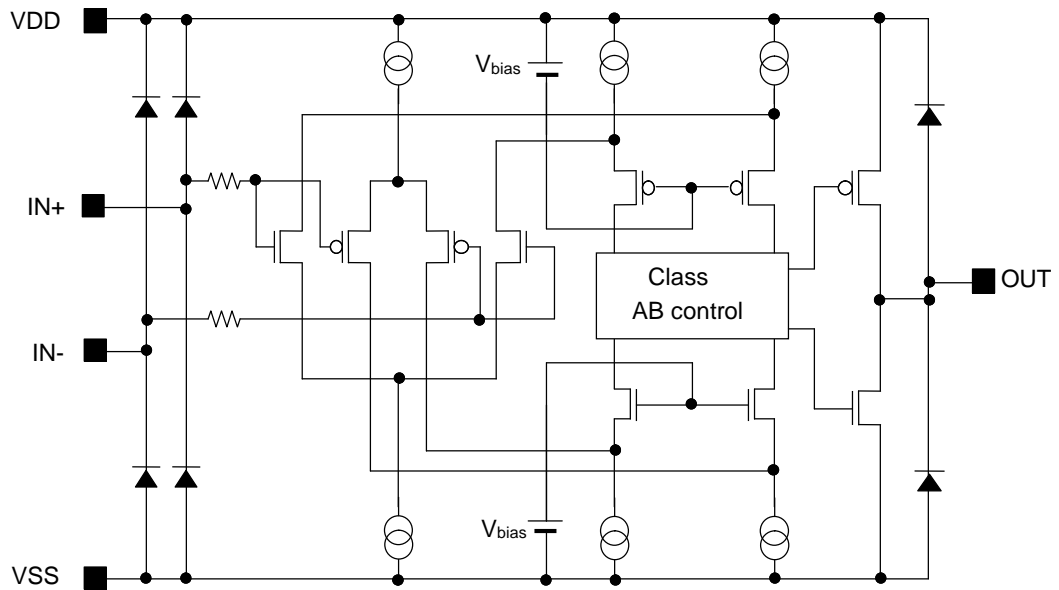 VDD
Vbias
IN+
Class
AB control
OUT
IN-
Vbias
VSS